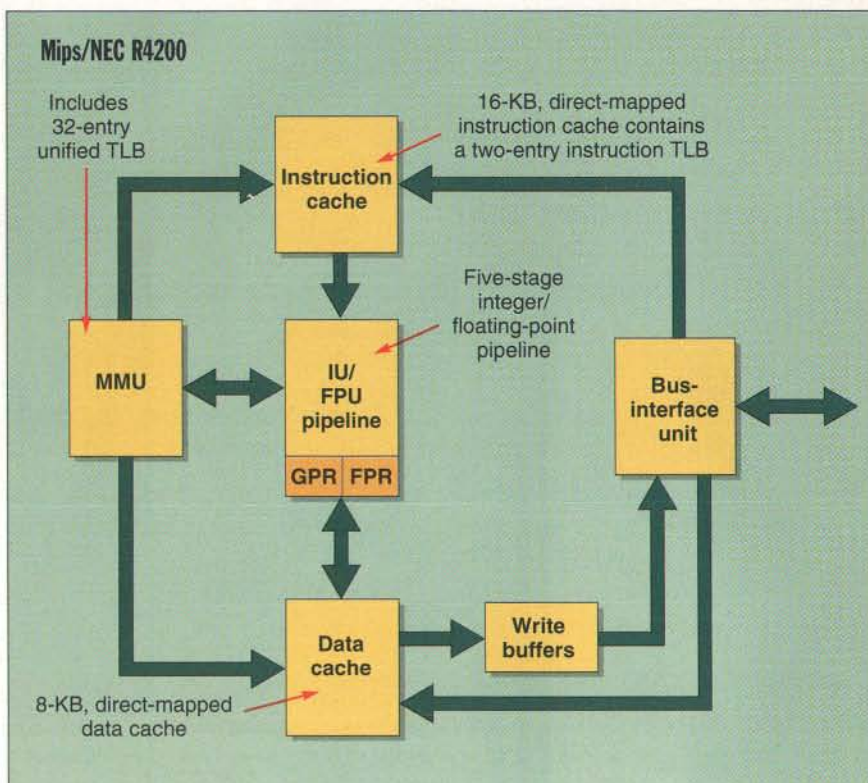 Mips/NEC R4200
Includes
32-entry
unified TLB
16-KB, direct-mapped
instruction cache contains
a two-entry instruction TLB
Instruction
cache
Five-stage
integer/
floating-point
pipeline
MMU
IU/
FPU
pipeline
GPR FPR
Bus-
interface
unit
Data
cache
Write
buffers
8-KB, direct-mapped
data cache